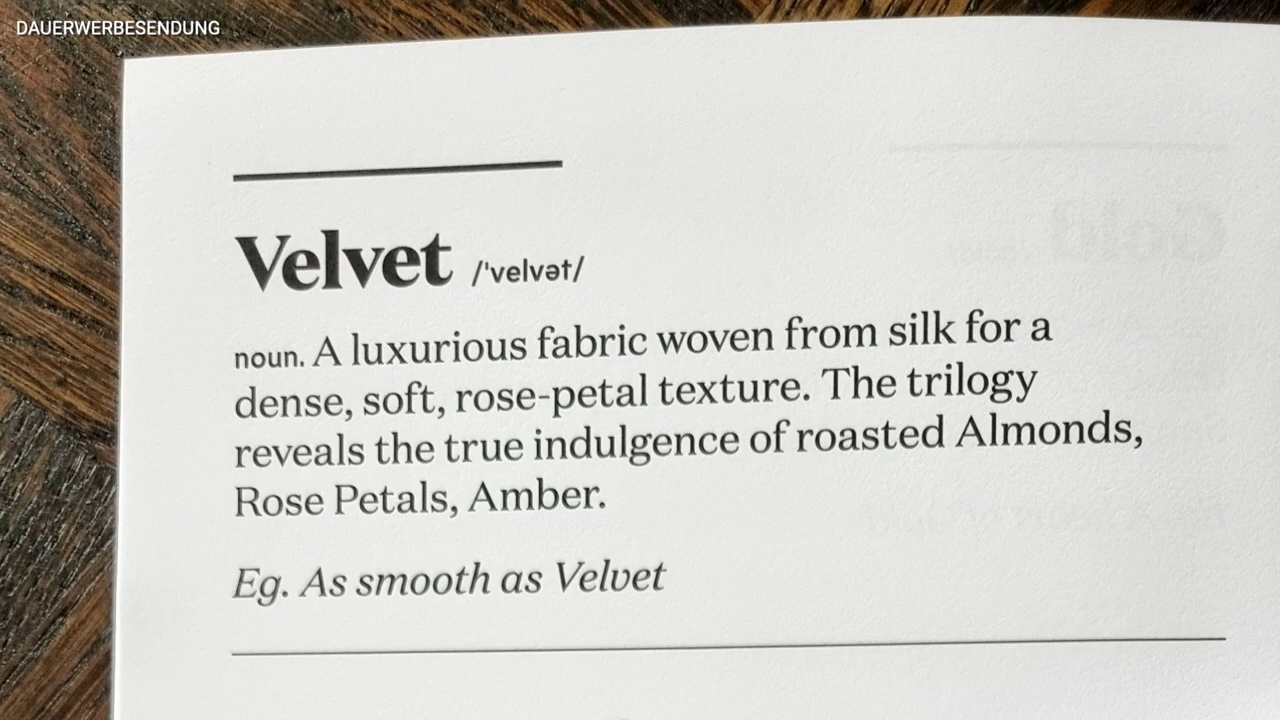 DAUERWERBESENDUNG
Velvet /'velvət/
noun. A luxurious fabric woven from silk for a
dense, soft, rose-petal texture. The trilogy
reveals the true indulgence of roasted Almonds,
Rose Petals, Amber.
Eg. As smooth as Velvet